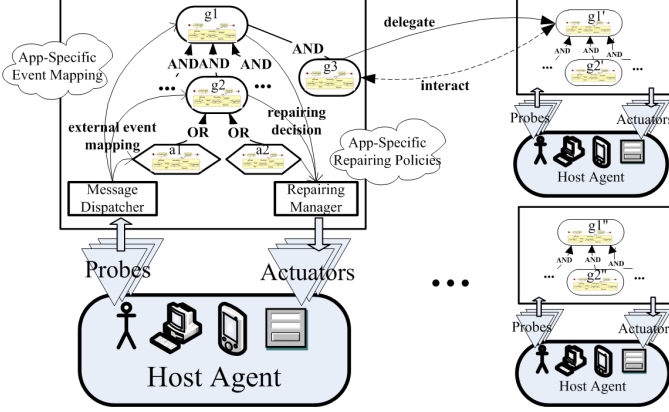 g1
AND
AND AND AND
App-Specific
Event Mapping
g3
g2
... ...
external event
mapping
OR OR
repairing
decision
a1 a2
App-Specific
Repairing Policies
Message
Dispatcher
Repairing
Manager
Probes
Actuators
Host Agent
delegate
interact
...
g1'
AND AND AND
... g2' ...
Probes
Actuators
Host Agent
g1"
AND AND AND
... g2" ...
Probes
Actuators
Host Agent